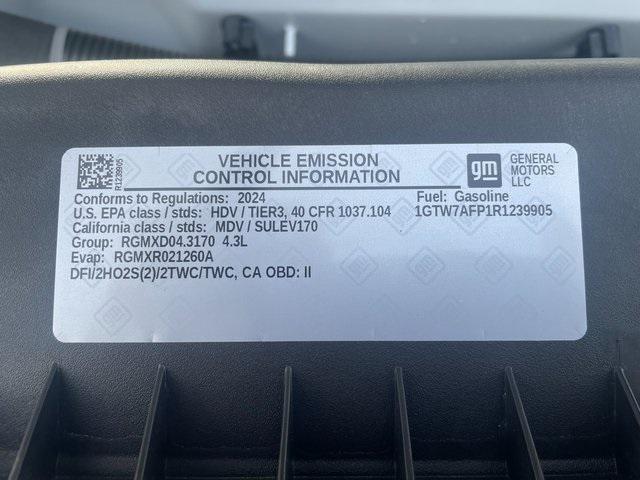 VEHICLE EMISSION
CONTROL INFORMATION
gm
GENERAL
MOTORS
LLC
R1239905
Conforms to Regulations: 2024
Fuel: Gasoline
U.S. EPA class / stds: HDV / TIER3, 40 CFR 1037.104
1GTW7AFP1R1239905
California class / stds: MDV / SULEV170
Group: RGMXD04.3170 4.3L
Evap: RGMXR021260A
DFI/2HO2S(2)/2TWC/TWC, CA OBD: II